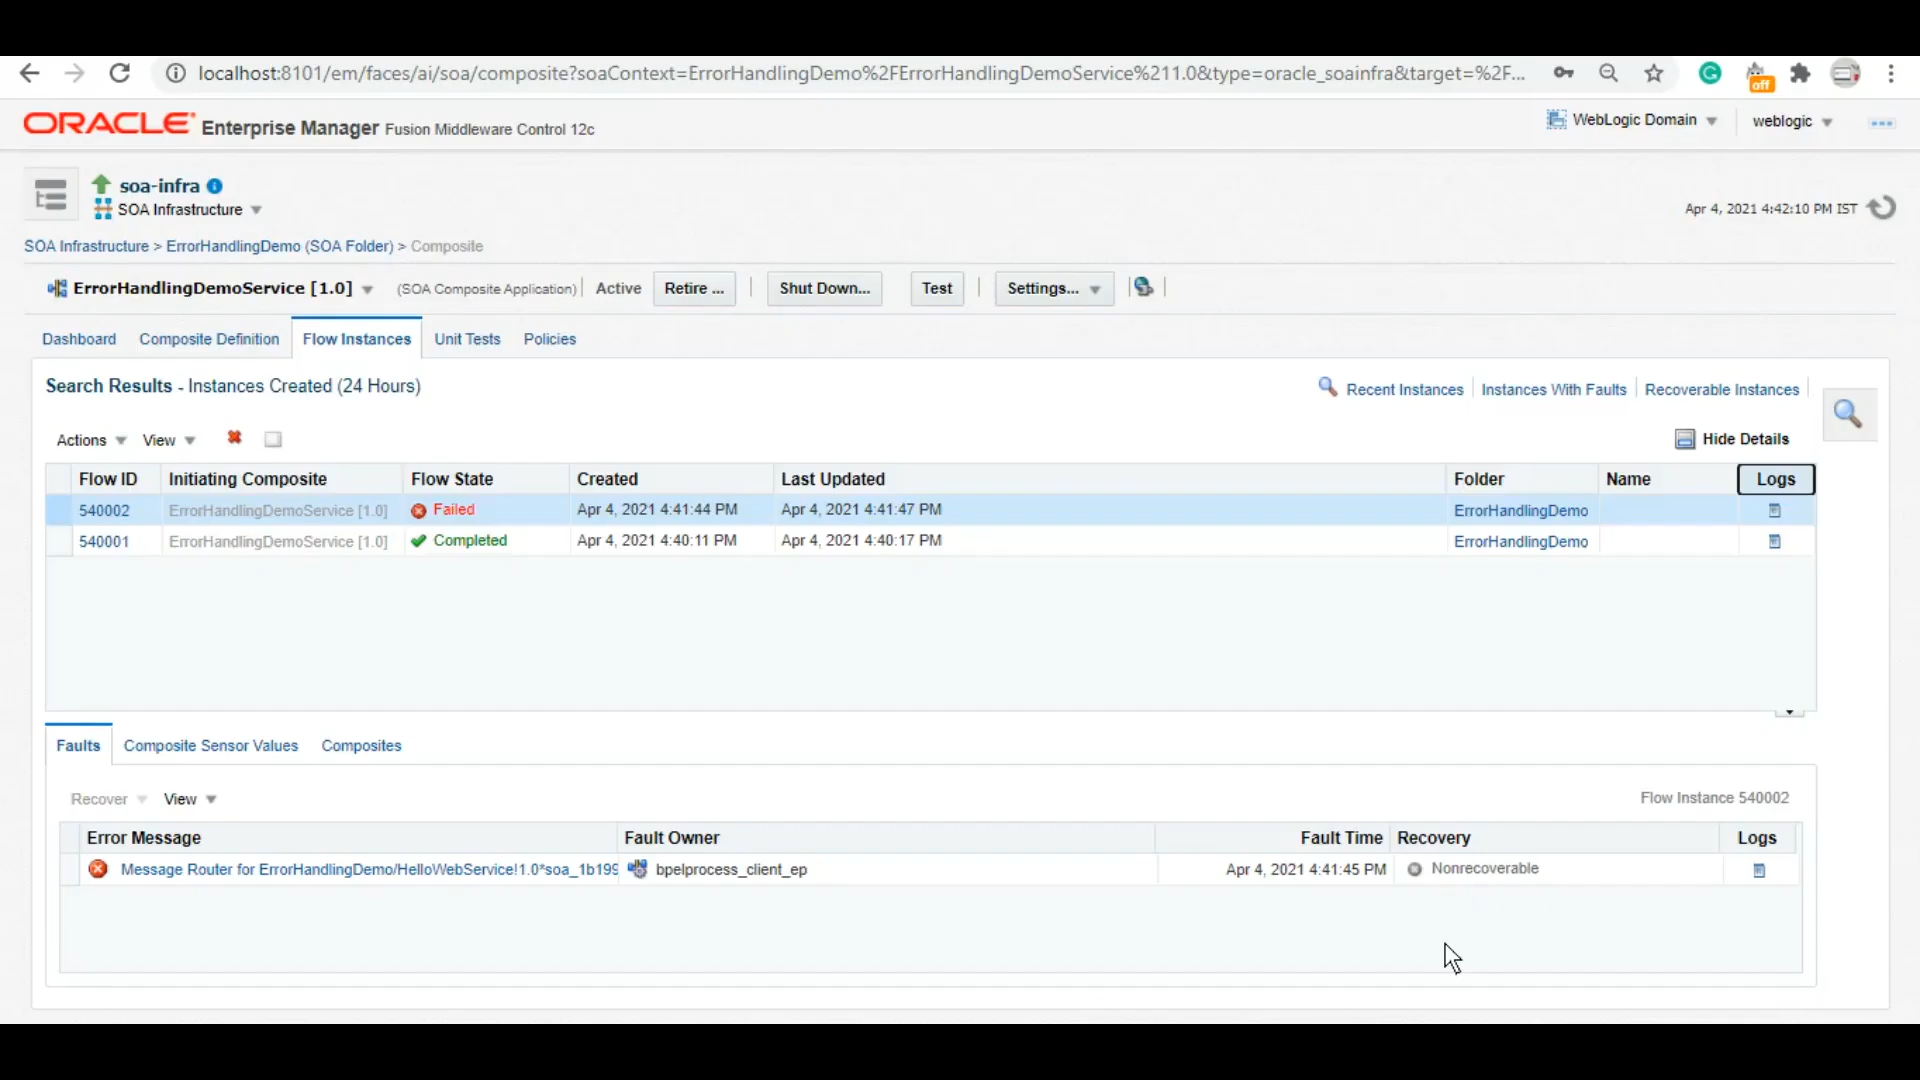 localhost:8101/em/faces/ai/soa/composite?soaContext=ErrorHandlingDemo%2FErrorHandlingDemoService%211.0&type=oracle_soainfra&target=%2F...
off
ORACLE Enterprise Manager Fusion Middleware Control 12c
WebLogic Domain weblogic
soa-infra
SOA Infrastructure
Apr 4, 2021 4:42:10 PM IST
SOA Infrastructure > ErrorHandlingDemo (SOA Folder) > Composite
ErrorHandlingDemoService [1.0] (SOA Composite Application) Active Retire ... Shut Down... Test Settings...
Dashboard Composite Definition Flow Instances Unit Tests Policies
Search Results - Instances Created (24 Hours)
Recent Instances Instances With Faults Recoverable Instances
Actions View Hide Details
Flow ID Initiating Composite Flow State Created Last Updated Folder Name Logs
540002 ErrorHandlingDemoService [1.0] Failed Apr 4, 2021 4:41:44 PM Apr 4, 2021 4:41:47 PM ErrorHandlingDemo
540001 ErrorHandlingDemoService [1.0] Completed Apr 4, 2021 4:40:11 PM Apr 4, 2021 4:40:17 PM ErrorHandlingDemo
Faults Composite Sensor Values Composites
Recover View Flow Instance 540002
Error Message Fault Owner Fault Time Recovery Logs
Message Router for ErrorHandlingDemo/HelloWebService!1.0*soa_1b199 bpelprocess_client_ep Apr 4, 2021 4:41:45 PM Nonrecoverable